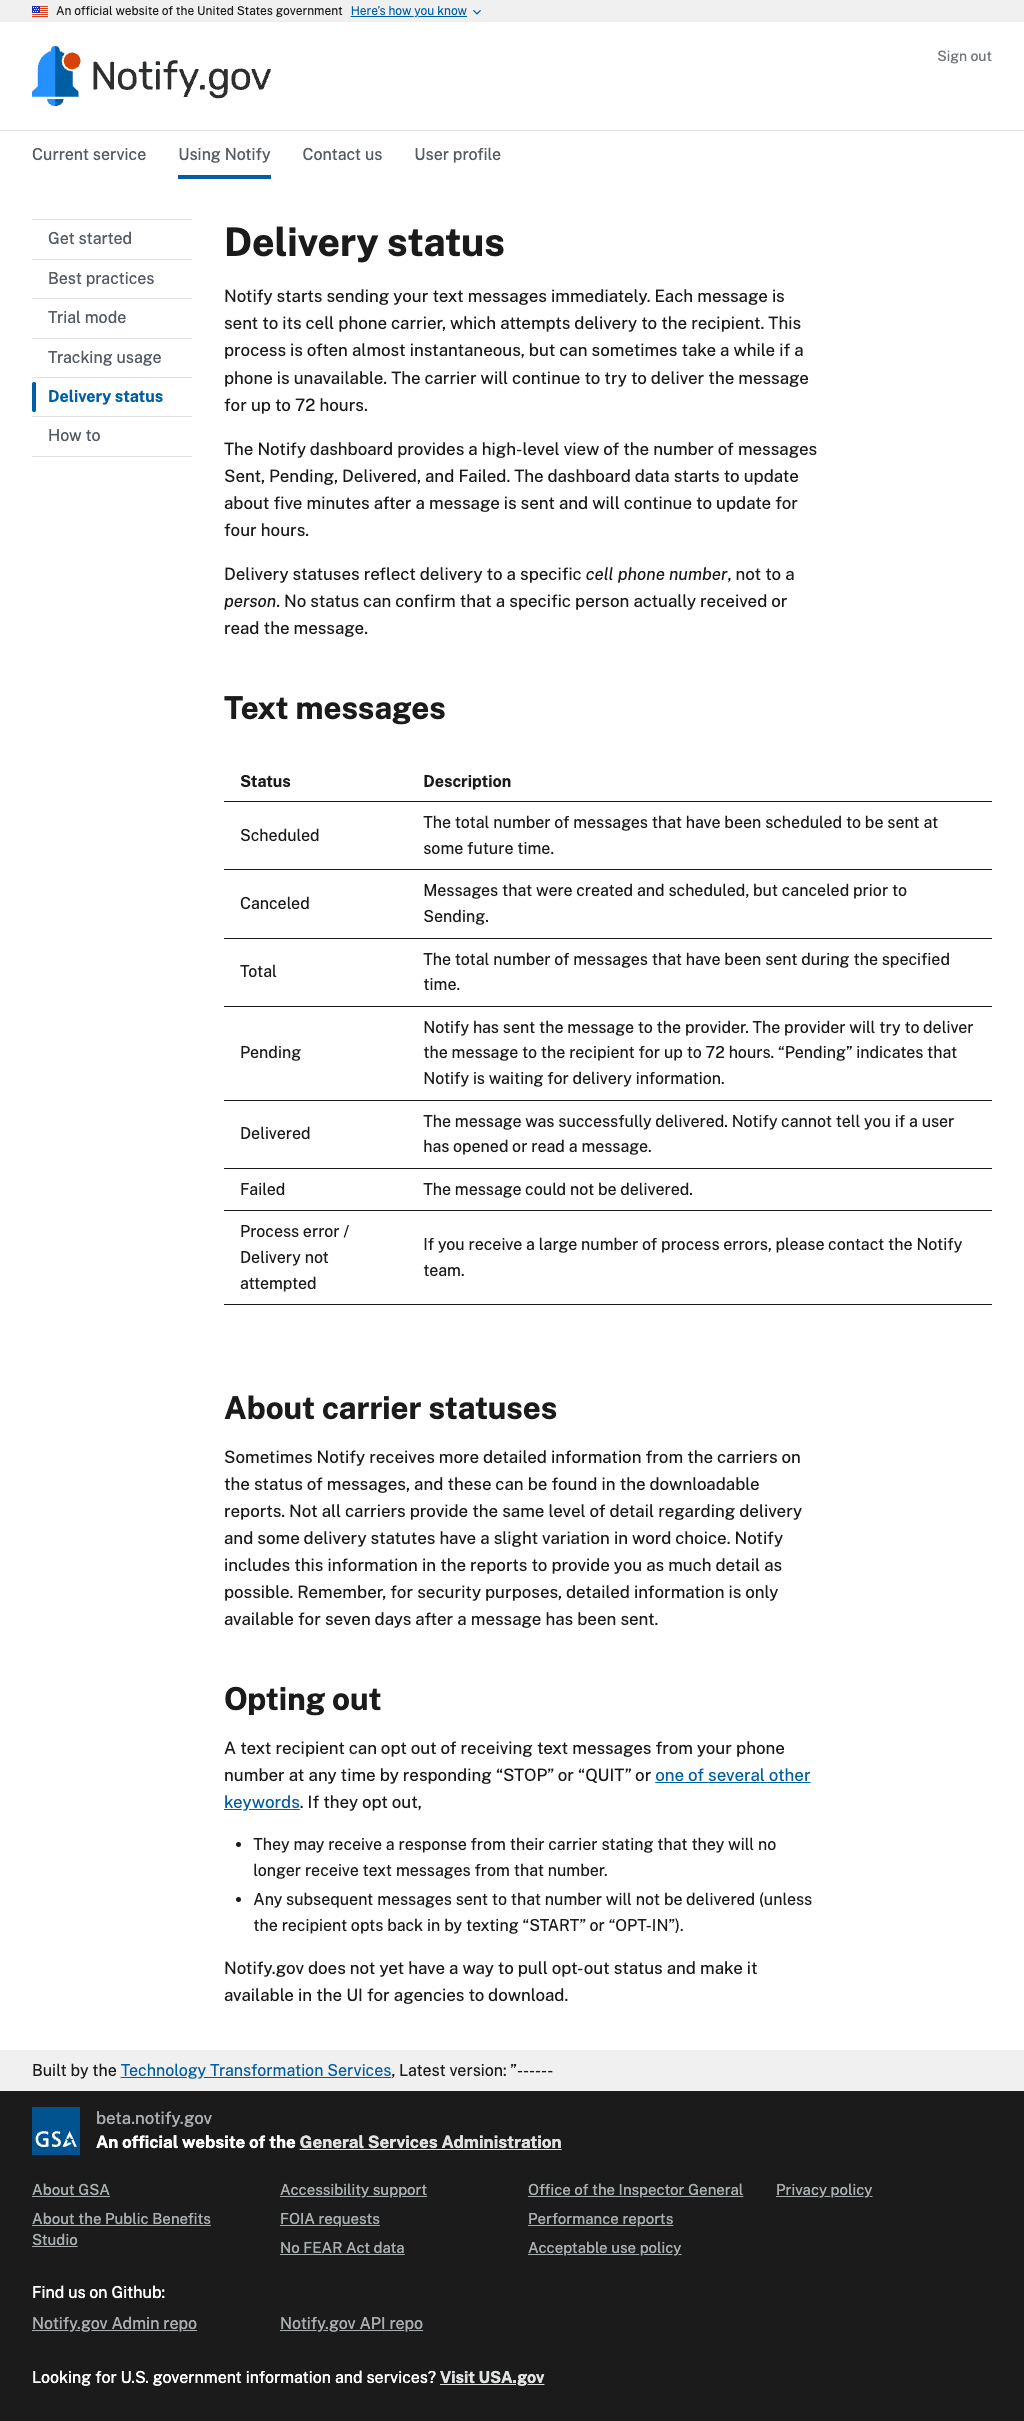 An official website of the United States government Here's how you know
Notify.gov
Sign out
Current service Using Notify Contact us User profile
Get started
Best practices
Trial mode
Tracking usage
Delivery status
How to
Delivery status
Notify starts sending your text messages immediately. Each message is
sent to its cell phone carrier, which attempts delivery to the recipient. This
process is often almost instantaneous, but can sometimes take a while if a
phone is unavailable. The carrier will continue to try to deliver the message
for up to 72 hours.
The Notify dashboard provides a high-level view of the number of messages
Sent, Pending, Delivered, and Failed. The dashboard data starts to update
about five minutes after a message is sent and will continue to update for
four hours.
Delivery statuses reflect delivery to a specific cell phone number, not to a
person. No status can confirm that a specific person actually received or
read the message.
Text messages
Status Description
Scheduled
The total number of messages that have been scheduled to be sent at
some future time.
Canceled
Messages that were created and scheduled, but canceled prior to
Sending.
Total
The total number of messages that have been sent during the specified
time.
Pending
Notify has sent the message to the provider. The provider will try to deliver
the message to the recipient for up to 72 hours. “Pending” indicates that
Notify is waiting for delivery information.
Delivered
The message was successfully delivered. Notify cannot tell you if a user
has opened or read a message.
Failed The message could not be delivered.
Process error /
Delivery not
attempted
If you receive a large number of process errors, please contact the Notify
team.
About carrier statuses
Sometimes Notify receives more detailed information from the carriers on
the status of messages, and these can be found in the downloadable
reports. Not all carriers provide the same level of detail regarding delivery
and some delivery statutes have a slight variation in word choice. Notify
includes this information in the reports to provide you as much detail as
possible. Remember, for security purposes, detailed information is only
available for seven days after a message has been sent.
Opting out
A text recipient can opt out of receiving text messages from your phone
number at any time by responding “STOP” or “QUIT” or one of several other
keywords. If they opt out,
• They may receive a response from their carrier stating that they will no
longer receive text messages from that number.
• Any subsequent messages sent to that number will not be delivered (unless
the recipient opts back in by texting “START” or “OPT-IN”).
Notify.gov does not yet have a way to pull opt-out status and make it
available in the UI for agencies to download.
Built by the Technology Transformation Services, Latest version: ”------
GSA
beta.notify.gov
An official website of the General Services Administration
About GSA
About the Public Benefits
Studio
Accessibility support
FOIA requests
No FEAR Act data
Office of the Inspector General
Performance reports
Acceptable use policy
Privacy policy
Find us on Github:
Notify.gov Admin repo Notify.gov API repo
Looking for U.S. government information and services? Visit USA.gov